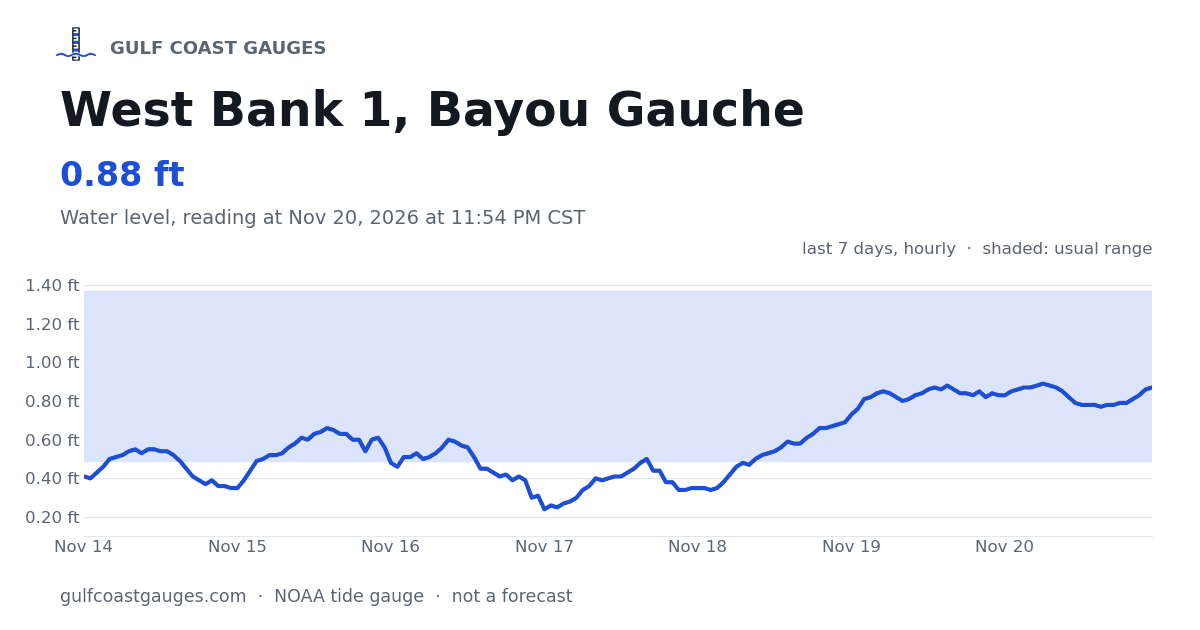 GULF COAST GAUGES
West Bank 1, Bayou Gauche
0.88 ft
Water level, reading at Nov 20, 2026 at 11:54 PM CST
last 7 days, hourly · shaded: usual range
1.40 ft
1.20 ft
1.00 ft
0.80 ft
0.60 ft
0.40 ft
0.20 ft
Nov 14 Nov 15 Nov 16 Nov 17 Nov 18 Nov 19 Nov 20
gulfcoastgauges.com · NOAA tide gauge · not a forecast